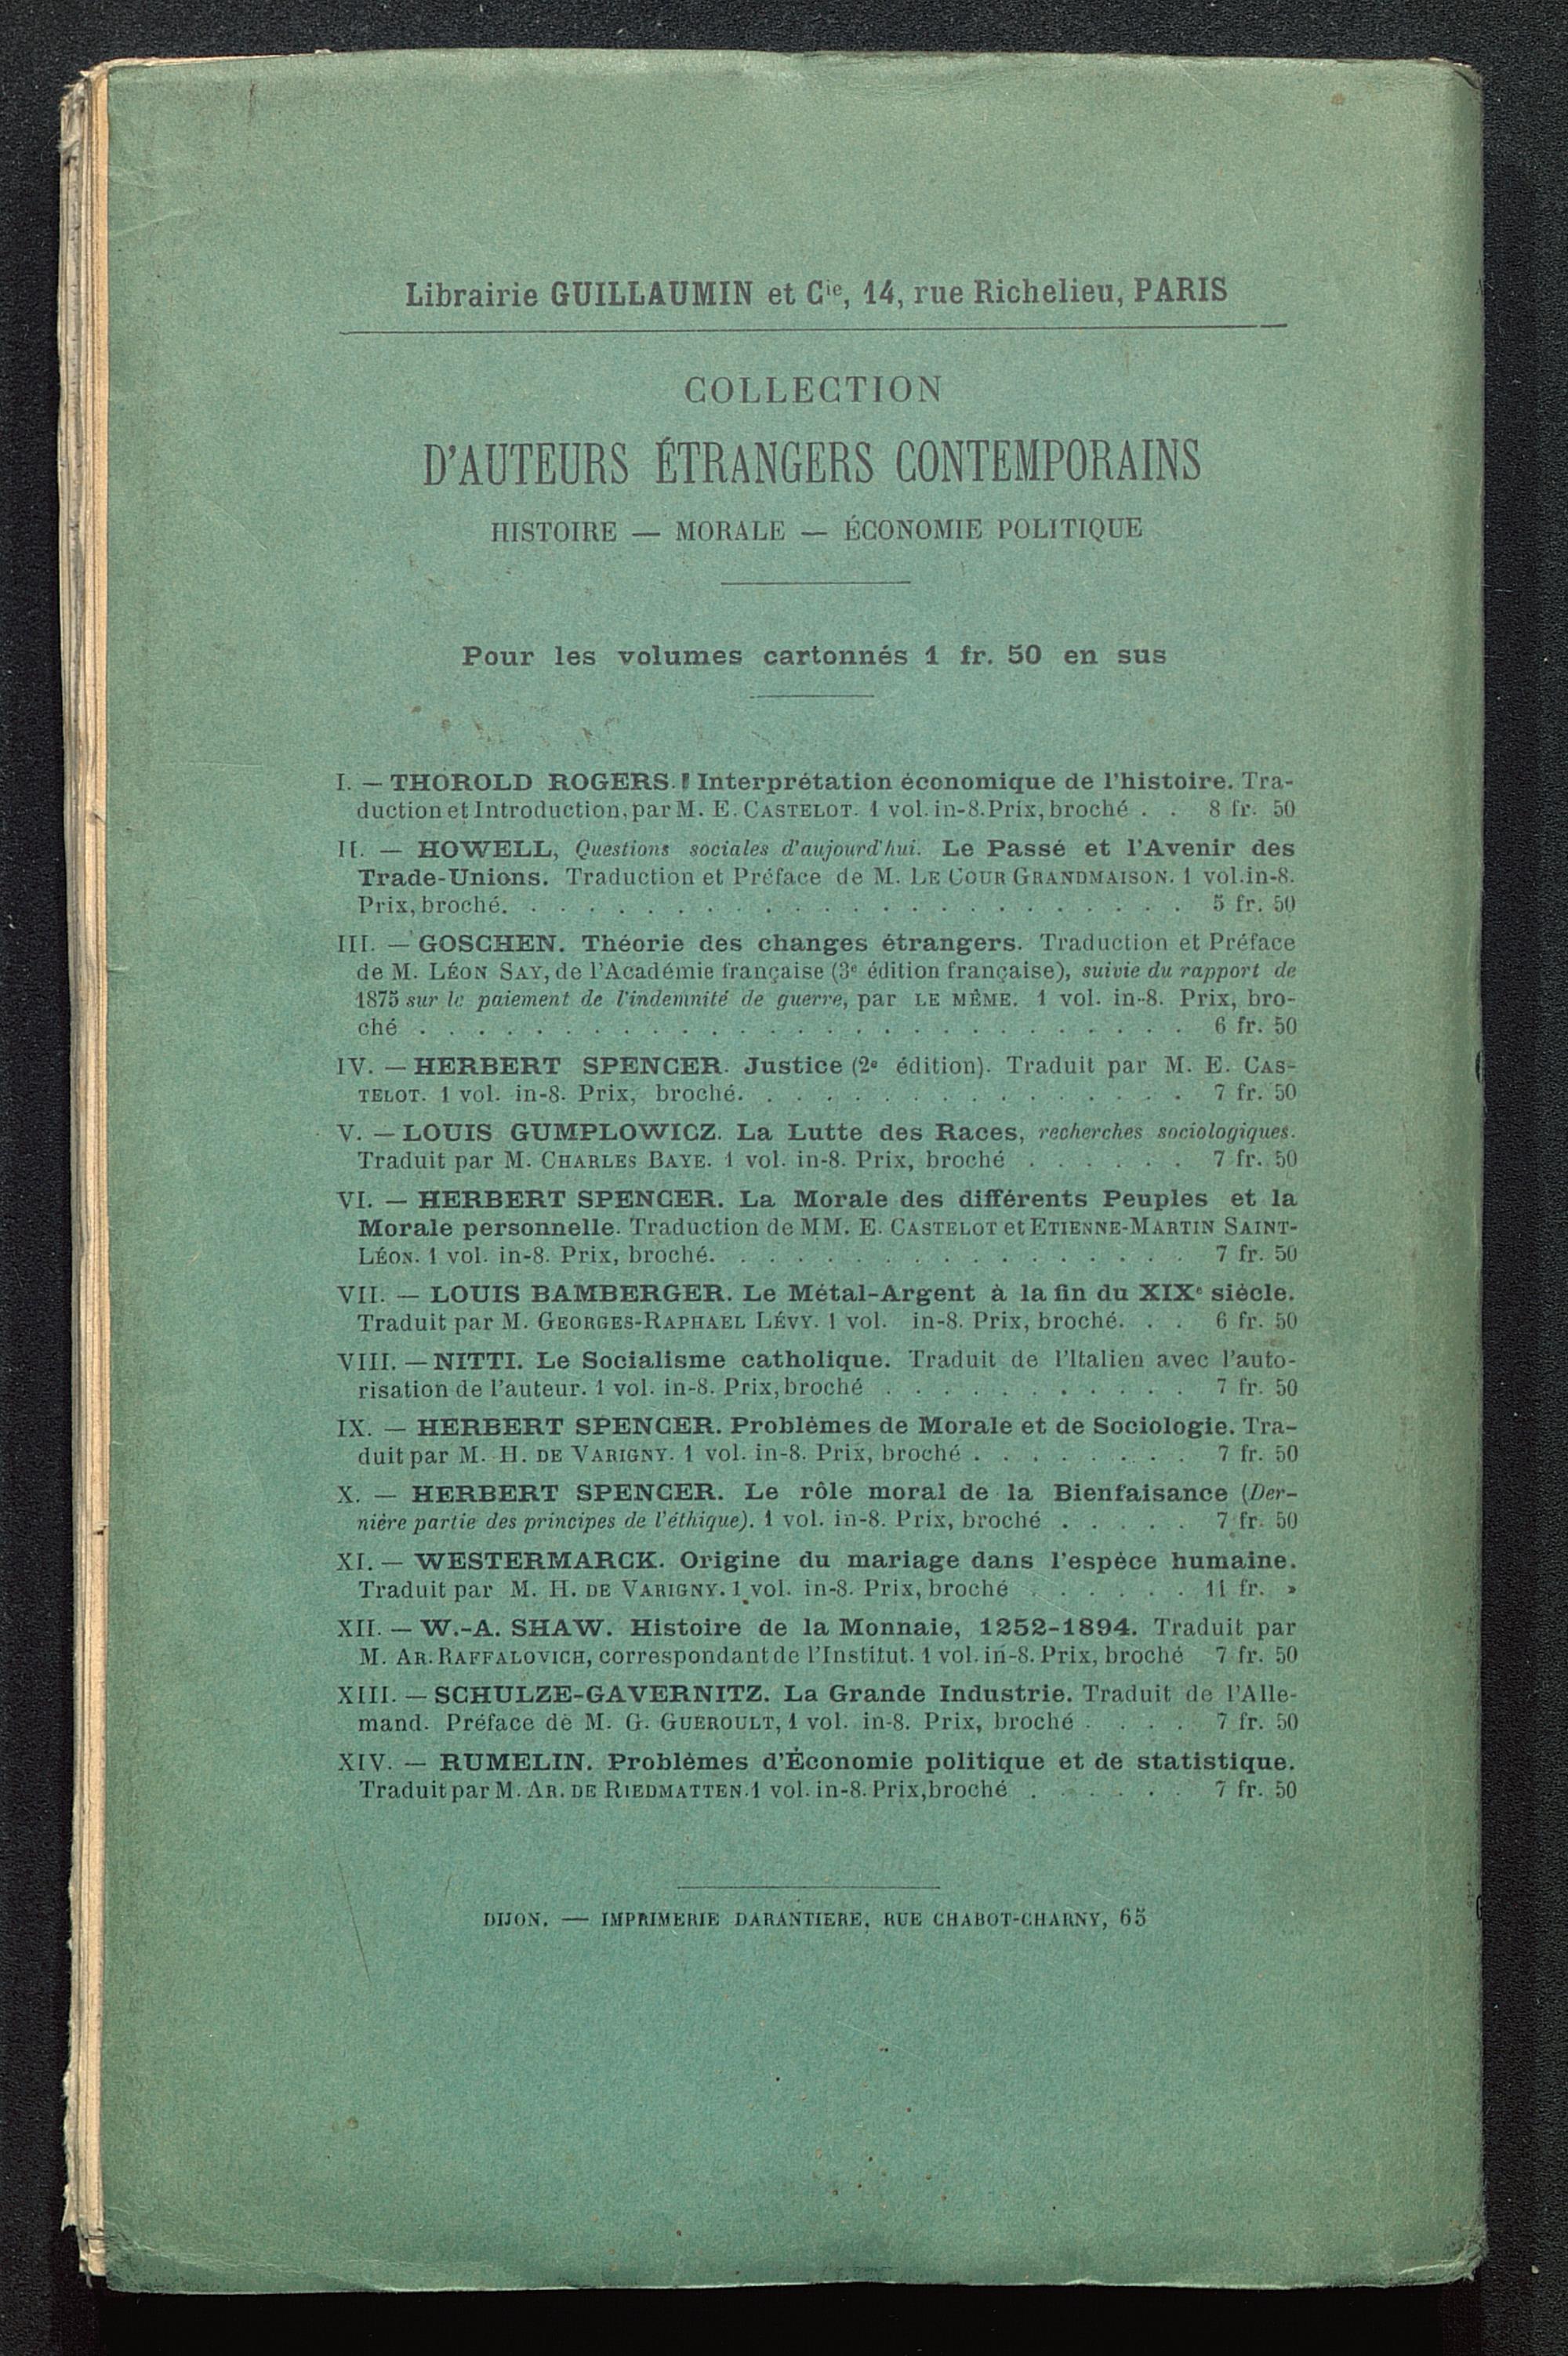 Librairie GUILLAUMIN et Cie, 14, rue Richelieu, PARIS
COLLECTION
D'AUTEURS ÉTRANGERS CONTEMPORAINS
HISTOIRE — MORALE — ÉCONOMIE POLITIQUE
Pour les volumes cartonnés 1 fr. 50 en sus
I. — THOROLD ROGERS. Interprétation économique de l'histoire. Tra-
duction et Introduction, par M. E. CASTELOT. 1 vol. in-8. Prix, broché . . 8 fr. 50
II. — HOWELL, Questions sociales d'aujourd'hui. Le Passé et l'Avenir des
Trade-Unions. Traduction et Préface de M. LE COUR GRANDMAISON. 1 vol. in-8.
Prix, broché. . . . . . . . . . . . . . . . . . . . . . . . 5 fr. 50
III. — GOSCHEN. Théorie des changes étrangers. Traduction et Préface
de M. LÉON SAY, de l'Académie française (3e édition française), suivie du rapport de
1875 sur le paiement de l'indemnité de guerre, par LE MÊME. 1 vol. in-8. Prix, bro-
ché . . . . . . . . . . . . . . . . . . . . . . . . . . . 6 fr. 50
IV. — HERBERT SPENCER. Justice (2e édition). Traduit par M. E. CAS-
TELOT. 1 vol. in-8. Prix, broché. . . . . . . . . . . . . . . . 7 fr. 50
V. — LOUIS GUMPLOWICZ. La Lutte des Races, recherches sociologiques.
Traduit par M. CHARLES BAYE. 1 vol. in-8. Prix, broché . . . . . . 7 fr. 50
VI. — HERBERT SPENCER. La Morale des différents Peuples et la
Morale personnelle. Traduction de MM. E. CASTELOT et ETIENNE-MARTIN SAINT-
LÉON. 1 vol. in-8. Prix, broché. . . . . . . . . . . . . . . . . 7 fr. 50
VII. — LOUIS BAMBERGER. Le Métal-Argent à la fin du XIXe siècle.
Traduit par M. GEORGES-RAPHAEL LÉVY. 1 vol. in-8. Prix, broché. . . 6 fr. 50
VIII. — NITTI. Le Socialisme catholique. Traduit de l'Italien avec l'auto-
risation de l'auteur. 1 vol. in-8. Prix, broché . . . . . . . . . . . 7 fr. 50
IX. — HERBERT SPENCER. Problèmes de Morale et de Sociologie. Tra-
duit par M. H. DE VARIGNY. 1 vol. in-8. Prix, broché . . . . . . . . 7 fr. 50
X. — HERBERT SPENCER. Le rôle moral de la Bienfaisance (Der-
nière partie des principes de l'éthique). 1 vol. in-8. Prix, broché . . . . . 7 fr. 50
XI. — WESTERMARCK. Origine du mariage dans l'espèce humaine.
Traduit par M. H. DE VARIGNY. 1 vol. in-8. Prix, broché . . . . . . 11 fr. »
XII. — W.-A. SHAW. Histoire de la Monnaie, 1252-1894. Traduit par
M. AR. RAFFALOVICH, correspondant de l'Institut. 1 vol. in-8. Prix, broché 7 fr. 50
XIII. — SCHULZE-GAVERNITZ. La Grande Industrie. Traduit de l'Alle-
mand. Préface de M. G. GUÉROULT, 1 vol. in-8. Prix, broché . . . . 7 fr. 50
XIV. — RUMELIN. Problèmes d'Économie politique et de statistique.
Traduit par M. AR. DE RIEDMATTEN. 1 vol. in-8. Prix, broché . . . . . . 7 fr. 50
DIJON. — IMPRIMERIE DARANTIERE, RUE CHABOT-CHARNY, 65